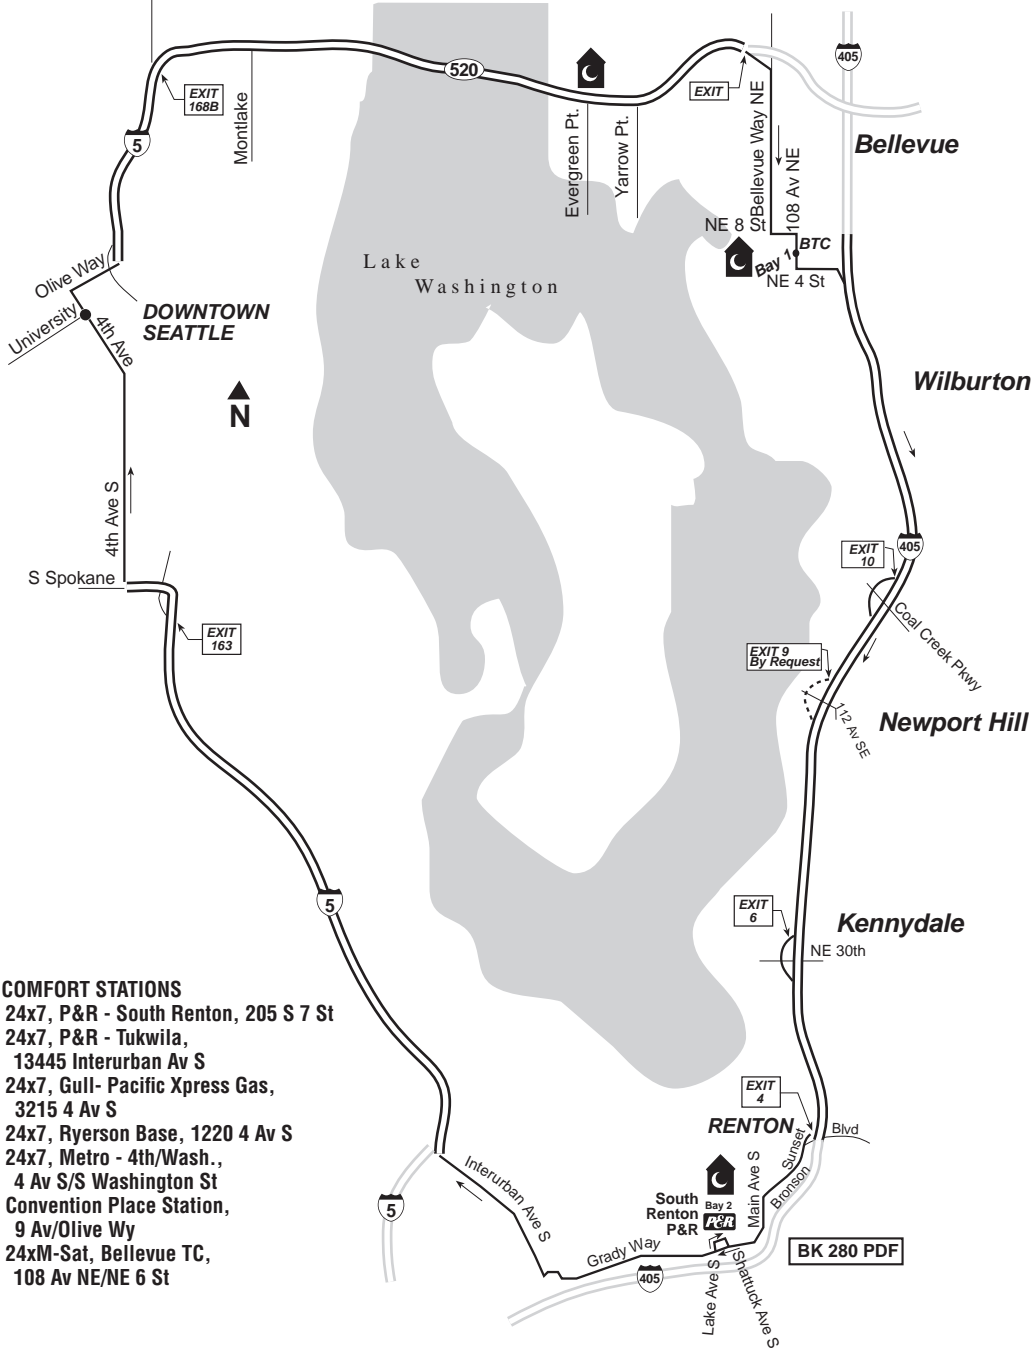 405
520
EXIT
168B
5
Montlake
Evergreen Pt.
Yarrow Pt.
EXIT
Bellevue Way NE
108 Av NE
Bellevue
NE 8 St
BTC
Bay 1
NE 4 St
Lake
Washington
Olive Way
University
4th Ave
DOWNTOWN
SEATTLE
N
Wilburton
4th Ave S
S Spokane
EXIT
163
405
EXIT
10
Coal Creek Pkwy
EXIT 9
By Request
112 Av SE
Newport Hill
5
EXIT
6
Kennydale
NE 30th
COMFORT STATIONS
24x7, P&R - South Renton, 205 S 7 St
24x7, P&R - Tukwila,
13445 Interurban Av S
24x7, Gull- Pacific Xpress Gas,
3215 4 Av S
24x7, Ryerson Base, 1220 4 Av S
24x7, Metro - 4th/Wash.,
4 Av S/S Washington St
Convention Place Station,
9 Av/Olive Wy
24xM-Sat, Bellevue TC,
108 Av NE/NE 6 St
EXIT
4
RENTON
Sunset
Blvd
Bronson
Main Ave S
Interurban Ave S
5
South
Renton
P&R
Bay 2
P&R
Grady Way
405
Lake Ave S
Shattuck Ave S
BK 280 PDF